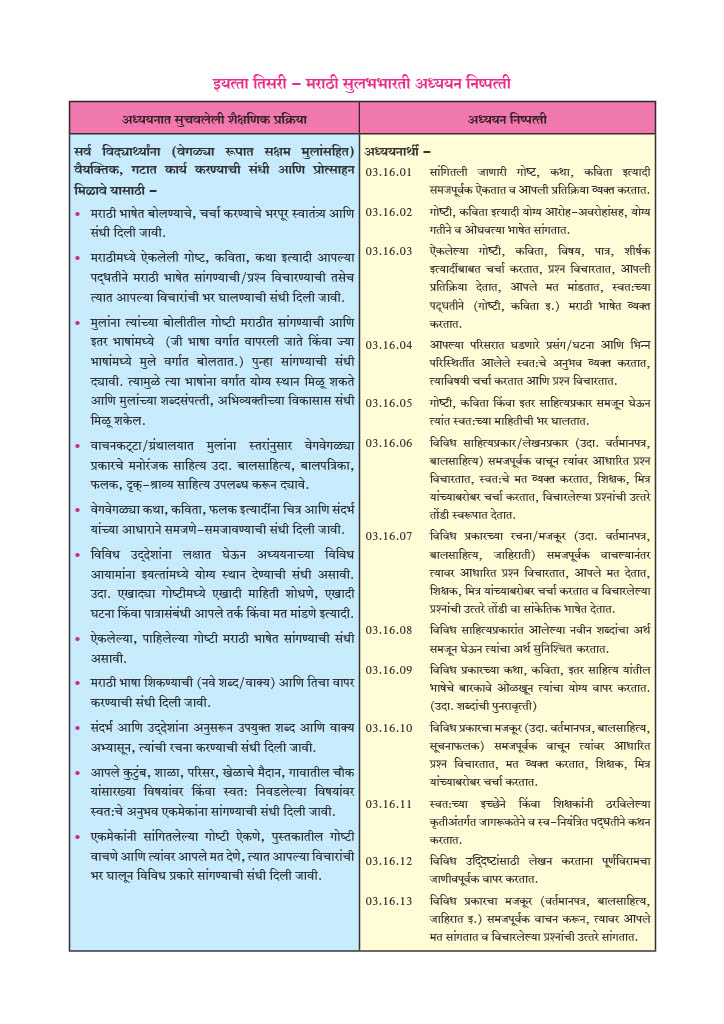 इयत्ता तिसरी – मराठी सुलभभारती अध्ययन निष्पत्ती
अध्ययनात सुचवलेली शैक्षणिक प्रक्रिया
सर्व विद्यार्थ्यांना (वेगळ्या रूपात सक्षम मुलांसहित)
वैयक्तिक, गटात कार्य करण्याची संधी आणि प्रोत्साहन
मिळावे यासाठी –
• मराठी भाषेत बोलण्याचे, चर्चा करण्याचे भरपूर स्वातंत्र्य आणि
संधी दिली जावी.
• मराठीमध्ये ऐकलेली गोष्ट, कविता, कथा इत्यादी आपल्या
पद्धतीने मराठी भाषेत सांगण्याची/प्रश्न विचारण्याची तसेच
त्यात आपल्या विचारांची भर घालण्याची संधी दिली जावी.
• मुलांना त्यांच्या बोलीतील गोष्टी मराठीत सांगण्याची आणि
इतर भाषांमध्ये (जी भाषा वर्गात वापरली जाते किंवा ज्या
भाषांमध्ये मुले वर्गात बोलतात.) पुन्हा सांगण्याची संधी
द्यावी. त्यामुळे त्या भाषांना वर्गात योग्य स्थान मिळू शकते
आणि मुलांच्या शब्दसंपत्ती, अभिव्यक्तीच्या विकासास संधी
मिळू शकेल.
• वाचनकट्टा/ग्रंथालयात मुलांना स्तरांनुसार वेगवेगळ्या
प्रकारचे मनोरंजक साहित्य उदा. बालसाहित्य, बालपत्रिका,
फलक, दृक्-श्राव्य साहित्य उपलब्ध करून द्यावे.
• वेगवेगळ्या कथा, कविता, फलक इत्यादींना चित्र आणि संदर्भ
यांच्या आधाराने समजणे-समजावण्याची संधी दिली जावी.
• विविध उद्देशांना लक्षात घेऊन अध्ययनाच्या विविध
आयामांना इयत्तांमध्ये योग्य स्थान देण्याची संधी असावी.
उदा. एखाद्या गोष्टीमध्ये एखादी माहिती शोधणे, एखादी
घटना किंवा पात्रासंबंधी आपले तर्क किंवा मत मांडणे इत्यादी.
• ऐकलेल्या, पाहिलेल्या गोष्टी मराठी भाषेत सांगण्याची संधी
असावी.
• मराठी भाषा शिकण्याची (नवे शब्द/वाक्य) आणि तिचा वापर
करण्याची संधी दिली जावी.
• संदर्भ आणि उद्देशांना अनुसरून उपयुक्त शब्द आणि वाक्य
अभ्यासून, त्यांची रचना करण्याची संधी दिली जावी.
• आपले कुटुंब, शाळा, परिसर, खेळाचे मैदान, गावातील चौक
यांसारख्या विषयांवर किंवा स्वत: निवडलेल्या विषयांवर
स्वत:चे अनुभव एकमेकांना सांगण्याची संधी दिली जावी.
• एकमेकांनी सांगितलेल्या गोष्टी ऐकणे, पुस्तकातील गोष्टी
वाचणे आणि त्यांवर आपले मत देणे, त्यात आपल्या विचारांची
भर घालून विविध प्रकारे सांगण्याची संधी दिली जावी.
अध्ययन निष्पत्ती
अध्ययनार्थी –
03.16.01 सांगितली जाणारी गोष्ट, कथा, कविता इत्यादी
समजपूर्वक ऐकतात व आपली प्रतिक्रिया व्यक्त करतात.
03.16.02 गोष्टी, कविता इत्यादी योग्य आरोह-अवरोहांसह, योग्य
गतीने व ओघवत्या भाषेत सांगतात.
03.16.03 ऐकलेल्या गोष्टी, कविता, विषय, पात्र, शीर्षक
इत्यादींबाबत चर्चा करतात, प्रश्न विचारतात, आपली
प्रतिक्रिया देतात, आपले मत मांडतात, स्वत:च्या
पद्धतीने (गोष्टी, कविता इ.) मराठी भाषेत व्यक्त
करतात.
03.16.04 आपल्या परिसरात घडणारे प्रसंग/घटना आणि भिन्न
परिस्थितीत आलेले स्वत:चे अनुभव व्यक्त करतात,
त्याविषयी चर्चा करतात आणि प्रश्न विचारतात.
03.16.05 गोष्टी, कविता किंवा इतर साहित्यप्रकार समजून घेऊन
त्यांत स्वत:च्या माहितीची भर घालतात.
03.16.06 विविध साहित्यप्रकार/लेखनप्रकार (उदा. वर्तमानपत्र,
बालसाहित्य) समजपूर्वक वाचून त्यांवर आधारित प्रश्न
विचारतात, स्वत:चे मत व्यक्त करतात, शिक्षक, मित्र
यांच्याबरोबर चर्चा करतात, विचारलेल्या प्रश्नांची उत्तरे
तोंडी स्वरूपात देतात.
03.16.07 विविध प्रकारच्या रचना/मजकूर (उदा. वर्तमानपत्र,
बालसाहित्य, जाहिराती) समजपूर्वक वाचल्यानंतर
त्यावर आधारित प्रश्न विचारतात, आपले मत देतात,
शिक्षक, मित्र यांच्याबरोबर चर्चा करतात व विचारलेल्या
प्रश्नांची उत्तरे तोंडी वा सांकेतिक भाषेत देतात.
03.16.08 विविध साहित्यप्रकारांत आलेल्या नवीन शब्दांचा अर्थ
समजून घेऊन त्यांचा अर्थ सुनिश्चित करतात.
03.16.09 विविध प्रकारच्या कथा, कविता, इतर साहित्य यांतील
भाषेचे बारकावे ओळखून त्यांचा योग्य वापर करतात.
(उदा. शब्दांची पुनरावृत्ती)
03.16.10 विविध प्रकारचा मजकूर (उदा. वर्तमानपत्र, बालसाहित्य,
सूचनाफलक) समजपूर्वक वाचून त्यांवर आधारित
प्रश्न विचारतात, मत व्यक्त करतात, शिक्षक, मित्र
यांच्याबरोबर चर्चा करतात.
03.16.11 स्वत:च्या इच्छेने किंवा शिक्षकांनी ठरविलेल्या
कृतीअंतर्गत जागरूकतेने व स्व-नियंत्रित पद्धतीने कथन
करतात.
03.16.12 विविध उद्दिष्टांसाठी लेखन करताना पूर्णविरामचा
जाणीवपूर्वक वापर करतात.
03.16.13 विविध प्रकारचा मजकूर (वर्तमानपत्र, बालसाहित्य,
जाहिरात इ.) समजपूर्वक वाचन करून, त्यावर आपले
मत सांगतात व विचारलेल्या प्रश्नांची उत्तरे सांगतात.